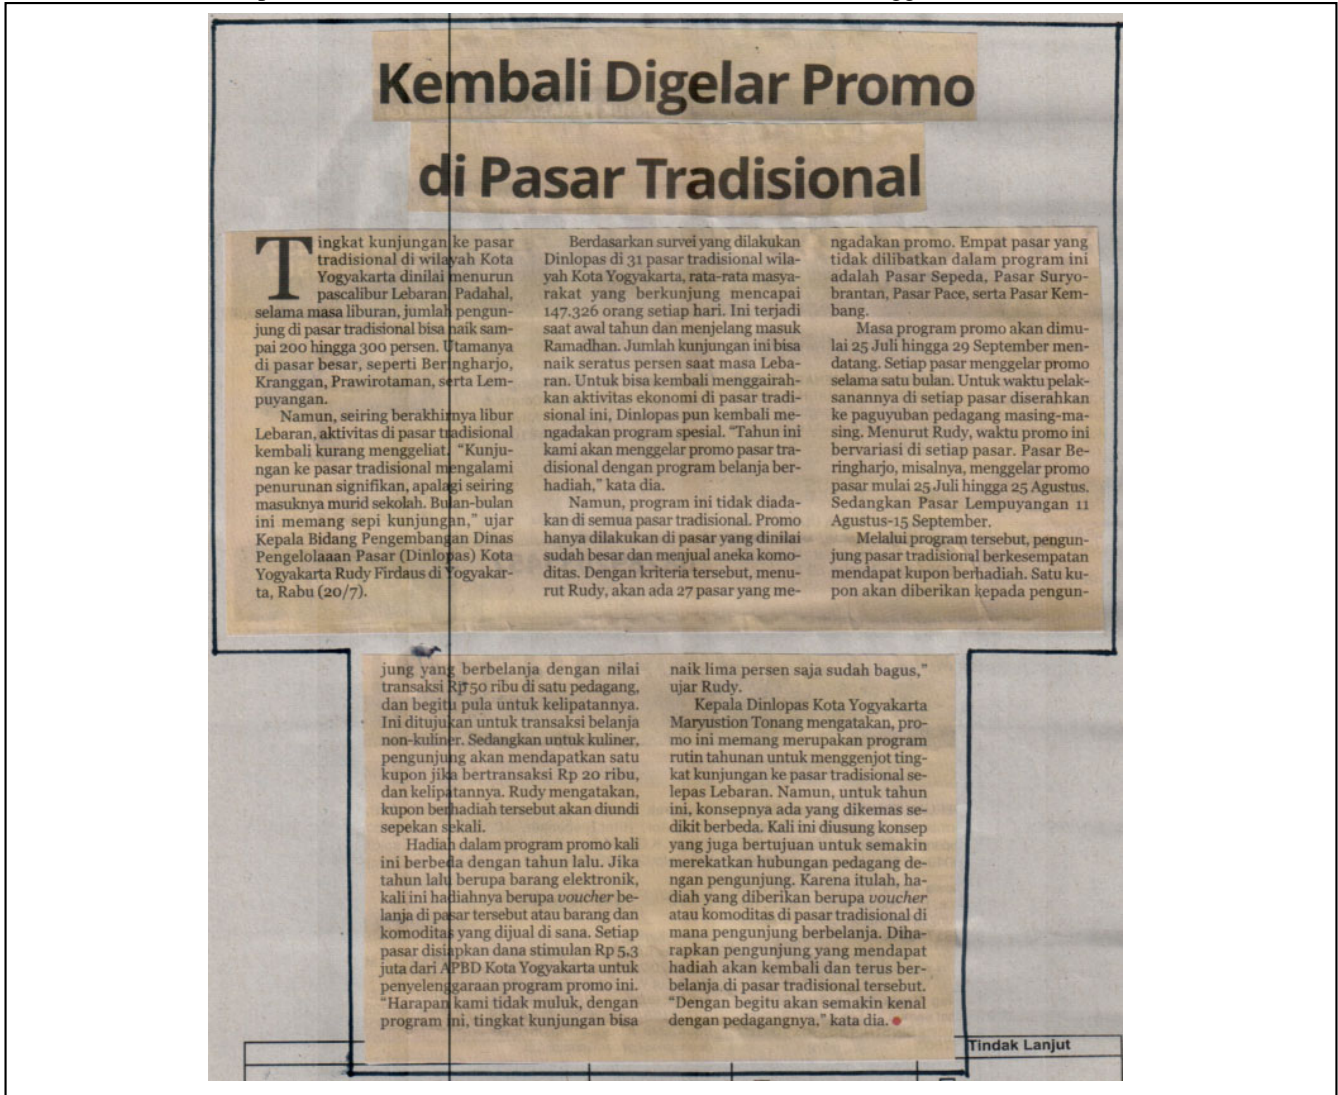 Kembali Digelar Promo
di Pasar Tradisional
Tingkat kunjungan ke pasar
tradisional di wilayah Kota
Yogyakarta dinilai menurun
pascalibur Lebaran. Padahal,
selama masa liburan, jumlah pengun-
jung di pasar tradisional bisa naik sam-
pai 200 hingga 300 persen. Utamanya
di pasar besar, seperti Beringharjo,
Kranggan, Prawirotaman, serta Lem-
puyangan.
Namun, seiring berakhirnya libur
Lebaran, aktivitas di pasar tradisional
kembali kurang menggeliat. “Kunju-
ngan ke pasar tradisional mengalami
penurunan signifikan, apalagi seiring
masuknya murid sekolah. Bulan-bulan
ini memang sepi kunjungan,” ujar
Kepala Bidang Pengembangan Dinas
Pengelolaaan Pasar (Dinlopas) Kota
Yogyakarta Rudy Firdaus di Yogyakar-
ta, Rabu (20/7).
Berdasarkan survei yang dilakukan
Dinlopas di 31 pasar tradisional wila-
yah Kota Yogyakarta, rata-rata masya-
rakat yang berkunjung mencapai
147.326 orang setiap hari. Ini terjadi
saat awal tahun dan menjelang masuk
Ramadhan. Jumlah kunjungan ini bisa
naik seratus persen saat masa Leba-
ran. Untuk bisa kembali menggairah-
kan aktivitas ekonomi di pasar tradi-
sional ini, Dinlopas pun kembali me-
ngadakan program spesial. “Tahun ini
kami akan menggelar promo pasar tra-
disional dengan program belanja ber-
hadiah,” kata dia.
Namun, program ini tidak diada-
kan di semua pasar tradisional. Promo
hanya dilakukan di pasar yang dinilai
sudah besar dan menjual aneka komo-
ditas. Dengan kriteria tersebut, menu-
rut Rudy, akan ada 27 pasar yang me-
ngadakan promo. Empat pasar yang
tidak dilibatkan dalam program ini
adalah Pasar Sepeda, Pasar Suryo-
brantan, Pasar Pace, serta Pasar Kem-
bang.
Masa program promo akan dimu-
lai 25 Juli hingga 29 September men-
datang. Setiap pasar menggelar promo
selama satu bulan. Untuk waktu pelak-
sanannya di setiap pasar diserahkan
ke paguyuban pedagang masing-ma-
sing. Menurut Rudy, waktu promo ini
bervariasi di setiap pasar. Pasar Be-
ringharjo, misalnya, menggelar promo
pasar mulai 25 Juli hingga 25 Agustus.
Sedangkan Pasar Lempuyangan 11
Agustus-15 September.
Melalui program tersebut, pengun-
jung pasar tradisional berkesempatan
mendapat kupon berhadiah. Satu ku-
pon akan diberikan kepada pengun-
jung yang berbelanja dengan nilai
transaksi Rp 50 ribu di satu pedagang,
dan begitu pula untuk kelipatannya.
Ini ditujukan untuk transaksi belanja
non-kuliner. Sedangkan untuk kuliner,
pengunjung akan mendapatkan satu
kupon jika bertransaksi Rp 20 ribu,
dan kelipatannya. Rudy mengatakan,
kupon berhadiah tersebut akan diundi
sepekan sekali.
Hadiah dalam program promo kali
ini berbeda dengan tahun lalu. Jika
tahun lalu berupa barang elektronik,
kali ini hadiahnya berupa voucher be-
lanja di pasar tersebut atau barang dan
komoditas yang dijual di sana. Setiap
pasar disiapkan dana stimulan Rp 5,3
juta dari APBD Kota Yogyakarta untuk
penyelenggaraan program promo ini.
“Harapan kami tidak muluk, dengan
program ini, tingkat kunjungan bisa
naik lima persen saja sudah bagus,”
ujar Rudy.
Kepala Dinlopas Kota Yogyakarta
Maryustion Tonang mengatakan, pro-
mo ini memang merupakan program
rutin tahunan untuk menggenjot ting-
kat kunjungan ke pasar tradisional se-
lepas Lebaran. Namun, untuk tahun
ini, konsepnya ada yang dikemas se-
dikit berbeda. Kali ini diusung konsep
yang juga bertujuan untuk semakin
merekatkan hubungan pedagang de-
ngan pengunjung. Karena itulah, ha-
diah yang diberikan berupa voucher
atau komoditas di pasar tradisional di
mana pengunjung berbelanja. Diha-
rapkan pengunjung yang mendapat
hadiah akan kembali dan terus ber-
belanja di pasar tradisional tersebut.
“Dengan begitu akan semakin kenal
dengan pedagangnya,” kata dia.
Tindak Lanjut